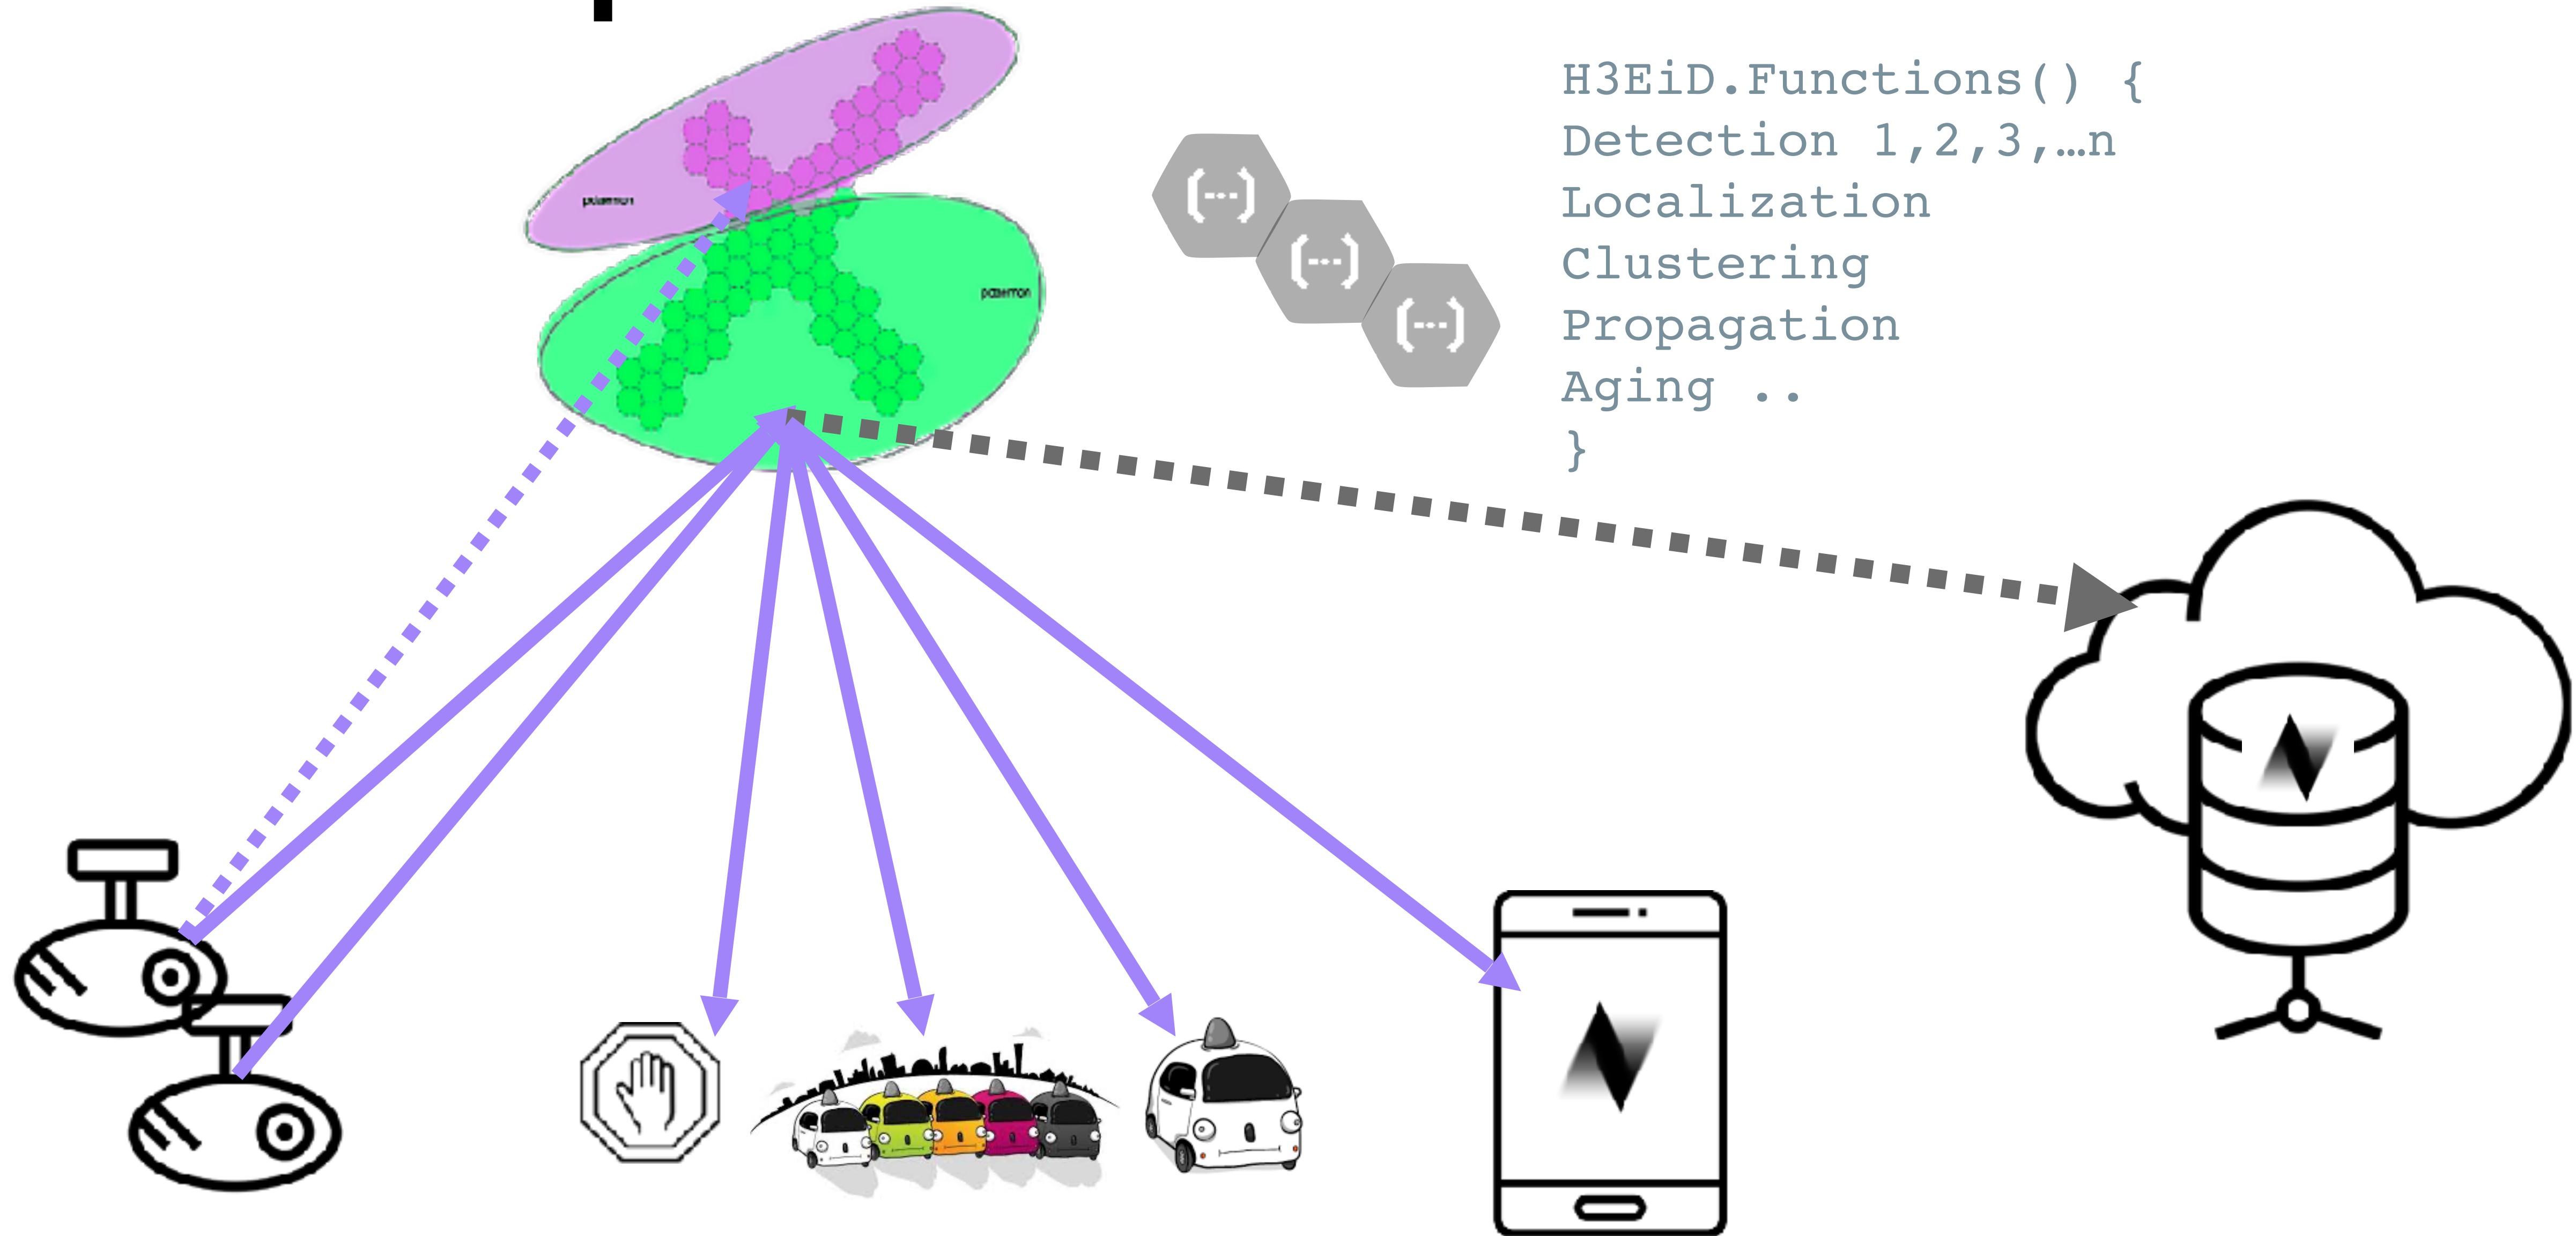 H3EiD.Functions() {
Detection 1,2,3,…n
Localization
Clustering
Propagation
Aging ..
}